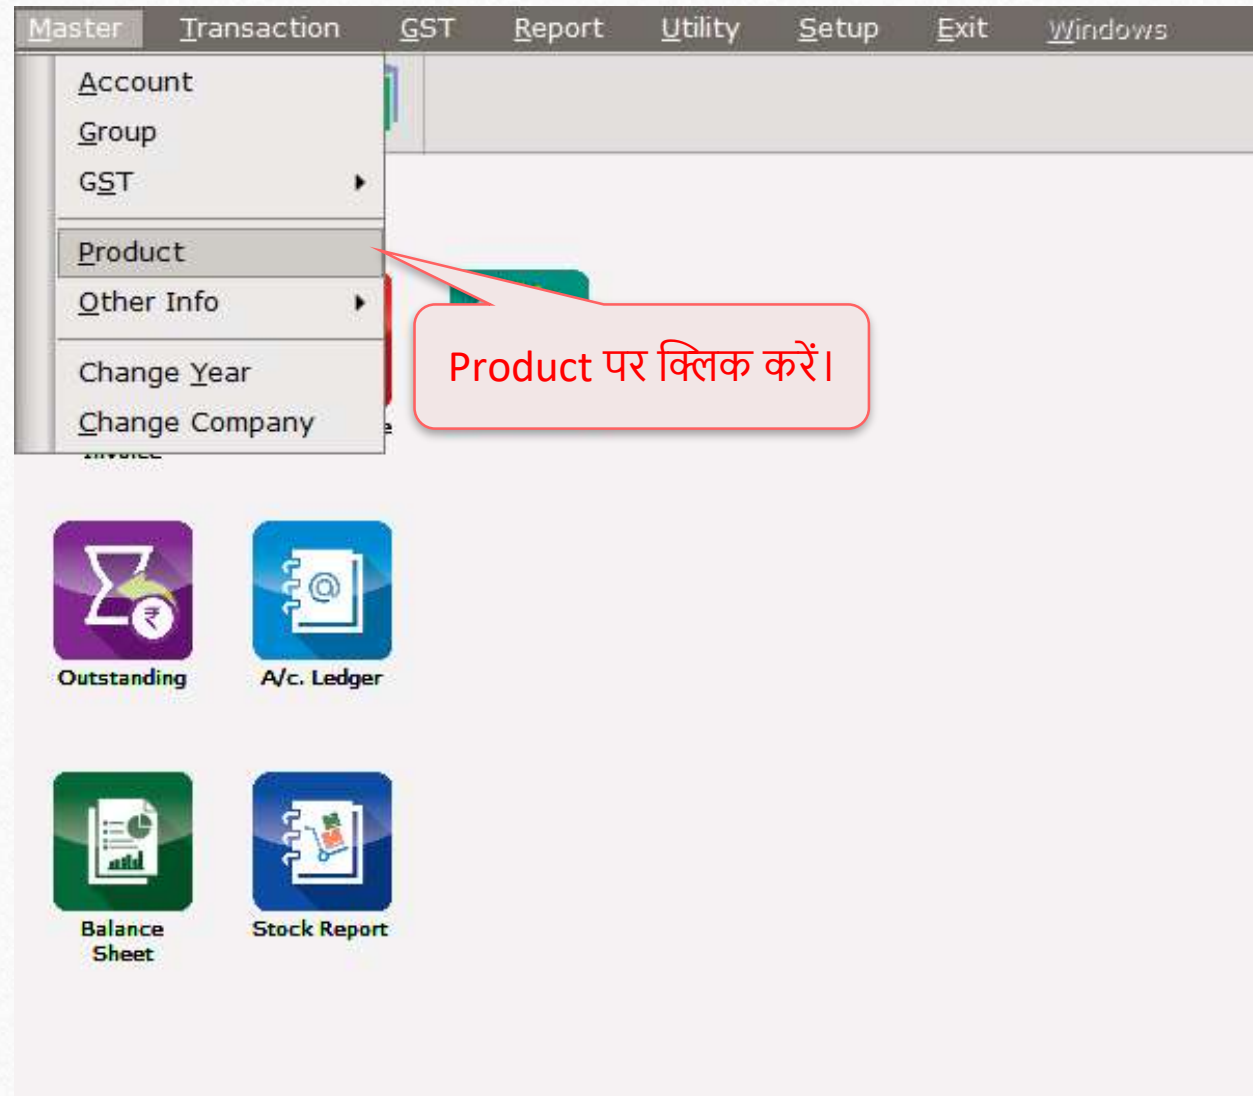 Master Transaction GST Report Utility Setup Exit Windows
Account
Group
GST
Product
Other Info
Product पर क्लिक करें।
Change Year
Change Company
Outstanding A/c. Ledger
Balance Sheet
Stock Report